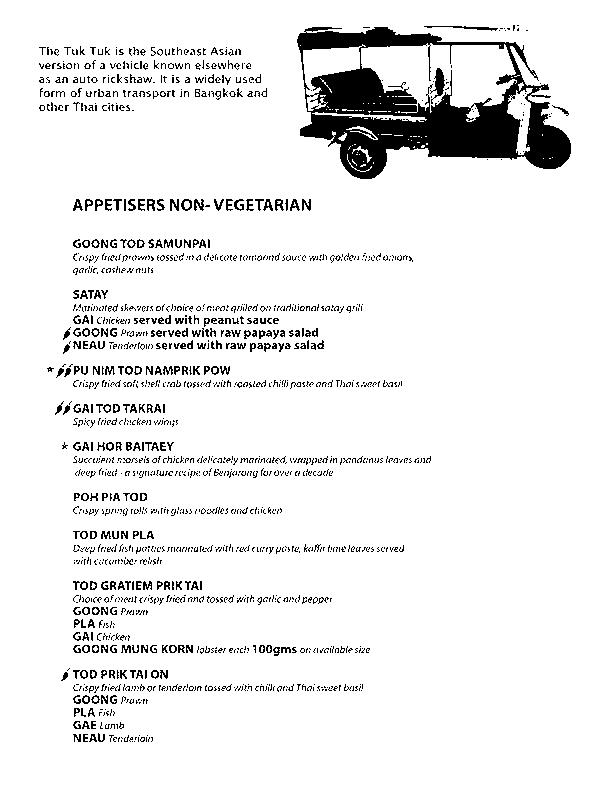 The Tuk Tuk is the Southeast Asian
version of a vehicle known elsewhere
as an auto rickshaw. It is a widely used
form of urban transport in Bangkok and
other Thai cities.
APPETISERS NON-VEGETARIAN
GOONG TOD SAMUNPAI
Crispy fried prawns tossed in a delicate tamarind sauce with golden fried onions,
garlic, cashew nuts
SATAY
Marinated skewers of choice of meat grilled on traditional satay grill
GAI Chicken served with peanut sauce
GOONG Prawn served with raw papaya salad
NEAU Tenderloin served with raw papaya salad
* PU NIM TOD NAMPRIK POW
Crispy fried soft shell crab tossed with roasted chilli paste and Thai sweet basil
GAI TOD TAKRAI
Spicy fried chicken wings
* GAI HOR BAITAEY
Succulent morsels of chicken delicately marinated, wrapped in pandanus leaves and
deep fried - a signature recipe of Benjarong for over a decade
POH PIA TOD
Crispy spring rolls with glass noodles and chicken
TOD MUN PLA
Deep fried fish patties marinated with red curry paste, kaffir lime leaves served
with cucumber relish
TOD GRATIEM PRIK TAI
Choice of meat crispy fried and tossed with garlic and pepper
GOONG Prawn
PLA Fish
GAI Chicken
GOONG MUNG KORN lobster each 100gms on available size
TOD PRIK TAI ON
Crispy fried lamb or tenderloin tossed with chilli and Thai sweet basil
GOONG Prawn
PLA Fish
GAE Lamb
NEAU Tenderloin